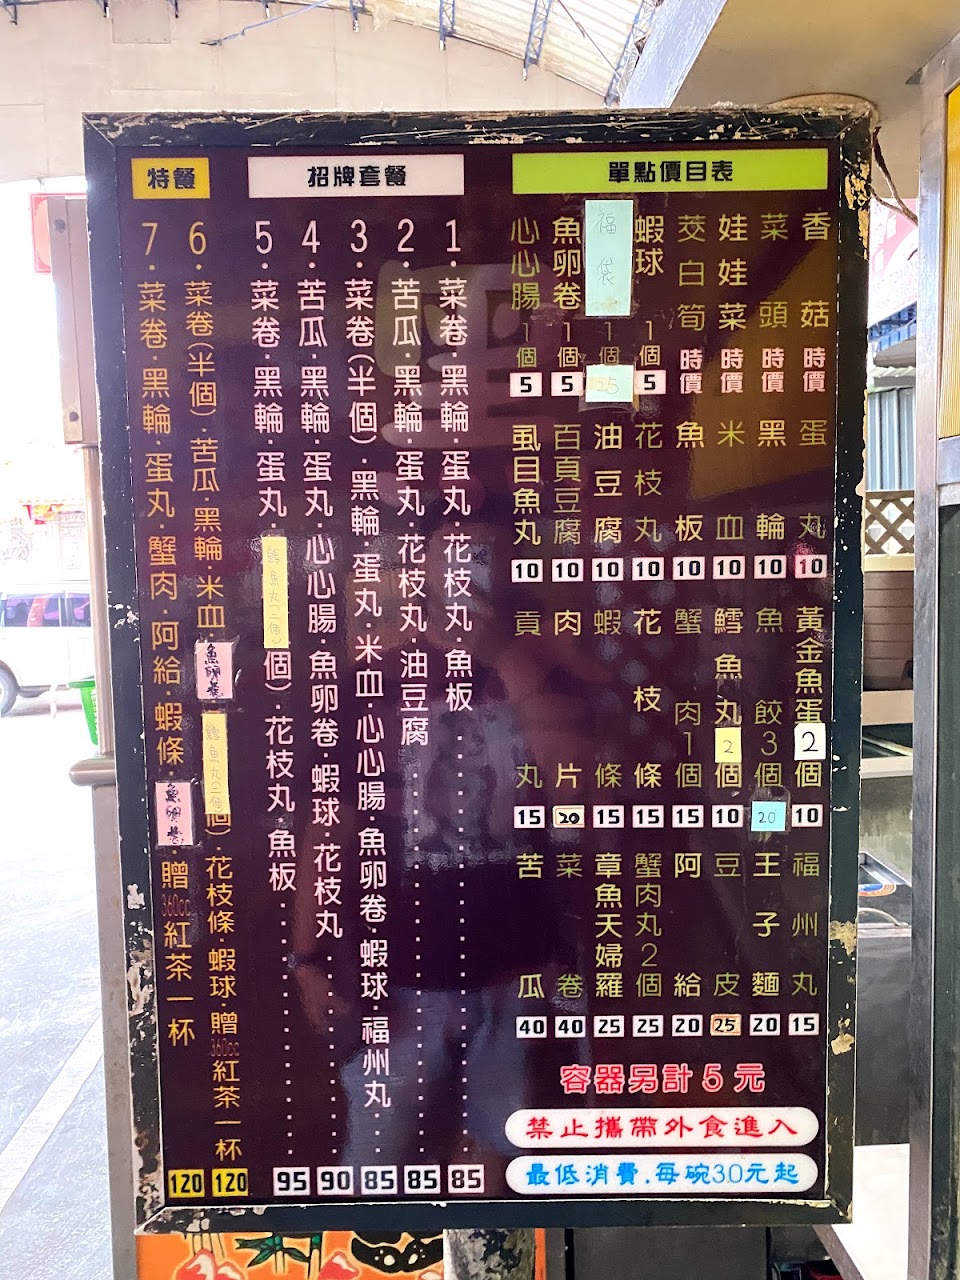 單點價目表
香菇 時價
菜頭 時價
娃娃菜 時價
茭白筍 時價
蝦球 1個 5
福袋 1個 5
魚卵卷 1個 5
心心腸 1個 5
蛋丸 10
黑輪 10
米血 10
魚板 10
花枝丸 10
油豆腐 10
百頁豆腐 10
虱目魚丸 10
黃金魚蛋2個 10
魚餃3個 20
鱈魚丸2個 10
蟹肉1個 15
花枝條 15
蝦條 15
肉片 20
貢丸 15
福州丸 15
王子麵 20
豆皮 25
阿給 20
蟹肉丸2個 25
章魚天婦羅 25
菜卷 40
苦瓜 40
容器另計5元
禁止攜帶外食進入
最低消費.每碗30元起
招牌套餐
1.菜卷.黑輪.蛋丸.花枝丸.魚板 85
2.苦瓜.黑輪.蛋丸.花枝丸.油豆腐 85
3.菜卷(半個).黑輪.蛋丸.米血.心心腸.魚卵卷.蝦球.福州丸 85
4.苦瓜.黑輪.蛋丸.心心腸.魚卵卷.蝦球.花枝丸 90
5.菜卷.黑輪.蛋丸.鱈魚丸(二個)個).花枝丸.魚板 95
特餐
6.菜卷(半個).苦瓜.黑輪.米血.魚卵卷.鱈魚丸(二個)個).花枝條.蝦球.贈360cc紅茶一杯 120
7.菜卷.黑輪.蛋丸.蟹肉.阿給.蝦條.魚卵卷.贈360cc紅茶一杯 120